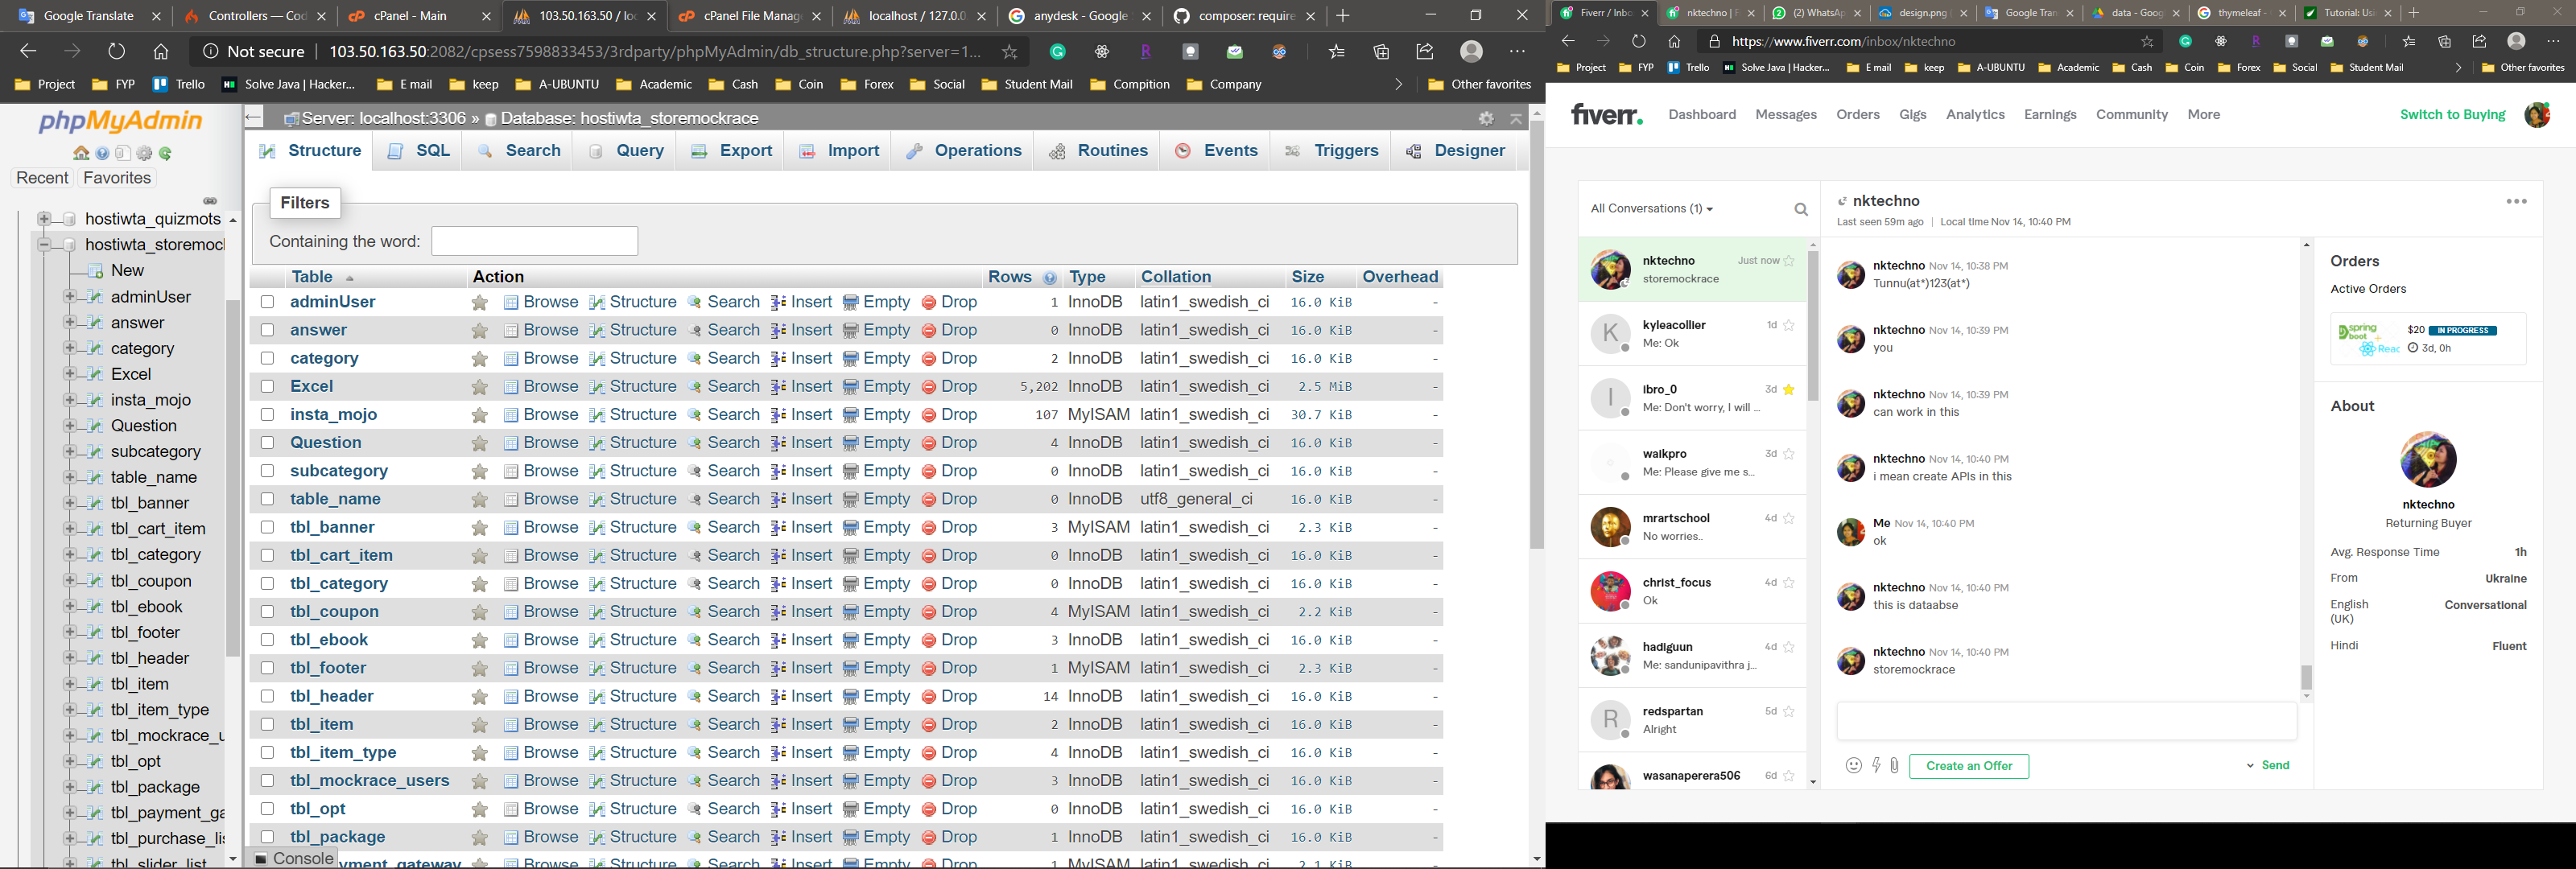 Google Translate
Controllers — Cod
cPanel - Main
103.50.163.50 / loc
cPanel File Manag
localhost / 127.0.0
anydesk - Google
composer: require
Not secure
103.50.163.50:2082/cpsess7598833453/3rdparty/phpMyAdmin/db_structure.php?server=1...
Project FYP Trello Solve Java | Hacker... E mail keep A-UBUNTU Academic Cash Coin Forex Social Student Mail Compition Company Other favorites
phpMyAdmin
Recent Favorites
hostiwta_quizmots
hostiwta_storemocl
New
adminUser
answer
category
Excel
insta_mojo
Question
subcategory
table_name
tbl_banner
tbl_cart_item
tbl_category
tbl_coupon
tbl_ebook
tbl_footer
tbl_header
tbl_item
tbl_item_type
tbl_mockrace_u
tbl_opt
tbl_package
tbl_payment_ga
tbl_purchase_lis
tbl_slider_list
Server: localhost:3306 » Database: hostiwta_storemockrace
Structure SQL Search Query Export Import Operations Routines Events Triggers Designer
Filters
Containing the word:
Table Action Rows Type Collation Size Overhead
adminUser Browse Structure Search Insert Empty Drop 1 InnoDB latin1_swedish_ci 16.0 KiB -
answer Browse Structure Search Insert Empty Drop 0 InnoDB latin1_swedish_ci 16.0 KiB -
category Browse Structure Search Insert Empty Drop 2 InnoDB latin1_swedish_ci 16.0 KiB -
Excel Browse Structure Search Insert Empty Drop 5,202 InnoDB latin1_swedish_ci 2.5 MiB -
insta_mojo Browse Structure Search Insert Empty Drop 107 MyISAM latin1_swedish_ci 30.7 KiB -
Question Browse Structure Search Insert Empty Drop 4 InnoDB latin1_swedish_ci 16.0 KiB -
subcategory Browse Structure Search Insert Empty Drop 0 InnoDB latin1_swedish_ci 16.0 KiB -
table_name Browse Structure Search Insert Empty Drop 0 InnoDB utf8_general_ci 16.0 KiB -
tbl_banner Browse Structure Search Insert Empty Drop 3 MyISAM latin1_swedish_ci 2.3 KiB -
tbl_cart_item Browse Structure Search Insert Empty Drop 0 InnoDB latin1_swedish_ci 16.0 KiB -
tbl_category Browse Structure Search Insert Empty Drop 0 InnoDB latin1_swedish_ci 16.0 KiB -
tbl_coupon Browse Structure Search Insert Empty Drop 4 MyISAM latin1_swedish_ci 2.2 KiB -
tbl_ebook Browse Structure Search Insert Empty Drop 3 InnoDB latin1_swedish_ci 16.0 KiB -
tbl_footer Browse Structure Search Insert Empty Drop 1 MyISAM latin1_swedish_ci 2.3 KiB -
tbl_header Browse Structure Search Insert Empty Drop 14 InnoDB latin1_swedish_ci 16.0 KiB -
tbl_item Browse Structure Search Insert Empty Drop 2 InnoDB latin1_swedish_ci 16.0 KiB -
tbl_item_type Browse Structure Search Insert Empty Drop 4 InnoDB latin1_swedish_ci 16.0 KiB -
tbl_mockrace_users Browse Structure Search Insert Empty Drop 3 InnoDB latin1_swedish_ci 16.0 KiB -
tbl_opt Browse Structure Search Insert Empty Drop 0 InnoDB latin1_swedish_ci 16.0 KiB -
tbl_package Browse Structure Search Insert Empty Drop 1 InnoDB latin1_swedish_ci 16.0 KiB -
yment_gateway Browse Structure Search Insert Empty Drop 1 MyISAM latin1_swedish_ci 2.1 KiB -
Console
Fiverr / Inbo
nktechno | F
(2) WhatsAp
design.png
Google Tran
data - Goog
thymeleaf -
Tutorial: Usi
https://www.fiverr.com/inbox/nktechno
Project FYP Trello Solve Java | Hacker... E mail keep A-UBUNTU Academic Cash Coin Forex Social Student Mail Other favorites
fiverr.
Dashboard Messages Orders Gigs Analytics Earnings Community More
Switch to Buying
All Conversations (1)
nktechno Just now
storemockrace
kyleacollier 1d
Me: Ok
ibro_0 3d
Me: Don't worry, I will ...
walkpro 3d
Me: Please give me s...
mrartschool 4d
No worries..
christ_focus 4d
Ok
hadiguun 4d
Me: sandunipavithra j...
redspartan 5d
Alright
wasanaperera506 6d
K
I
R
nktechno
Last seen 59m ago | Local time Nov 14, 10:40 PM
nktechno Nov 14, 10:38 PM
Tunnu(at*)123(at*)
nktechno Nov 14, 10:39 PM
you
nktechno Nov 14, 10:39 PM
can work in this
nktechno Nov 14, 10:40 PM
i mean create APIs in this
Me Nov 14, 10:40 PM
ok
nktechno Nov 14, 10:40 PM
this is dataabse
nktechno Nov 14, 10:40 PM
storemockrace
Create an Offer
Send
Orders
Active Orders
spring boot
Reac
$20 IN PROGRESS
3d, 0h
About
nktechno
Returning Buyer
Avg. Response Time 1h
From Ukraine
English (UK) Conversational
Hindi Fluent